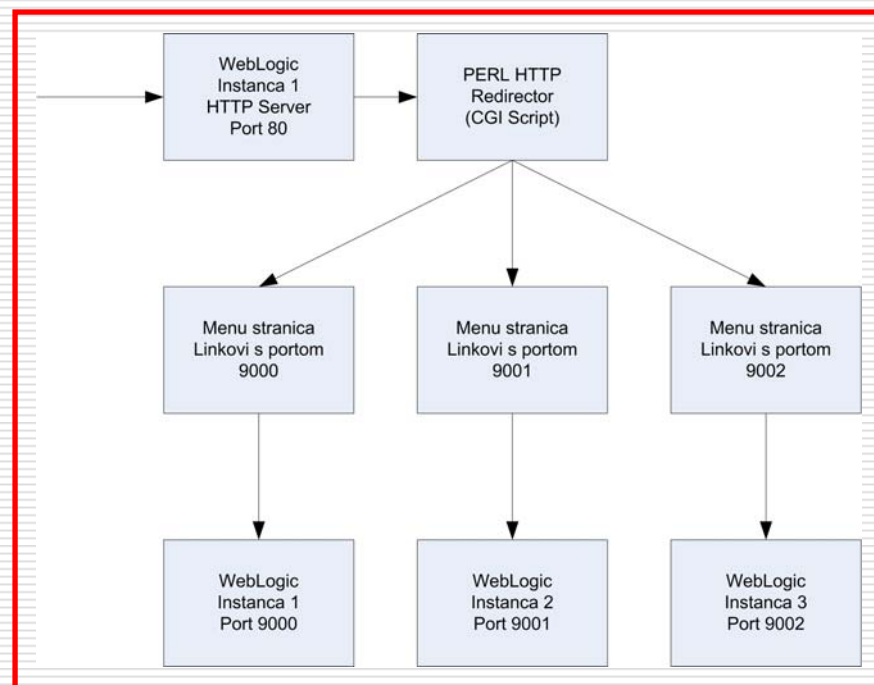 WebLogic
Instanca 1
HTTP Server
Port 80
PERL HTTP
Redirector
(CGI Script)
Menu stranica
Linkovi s portom
9000
Menu stranica
Linkovi s portom
9001
Menu stranica
Linkovi s portom
9002
WebLogic
Instanca 1
Port 9000
WebLogic
Instanca 2
Port 9001
WebLogic
Instanca 3
Port 9002